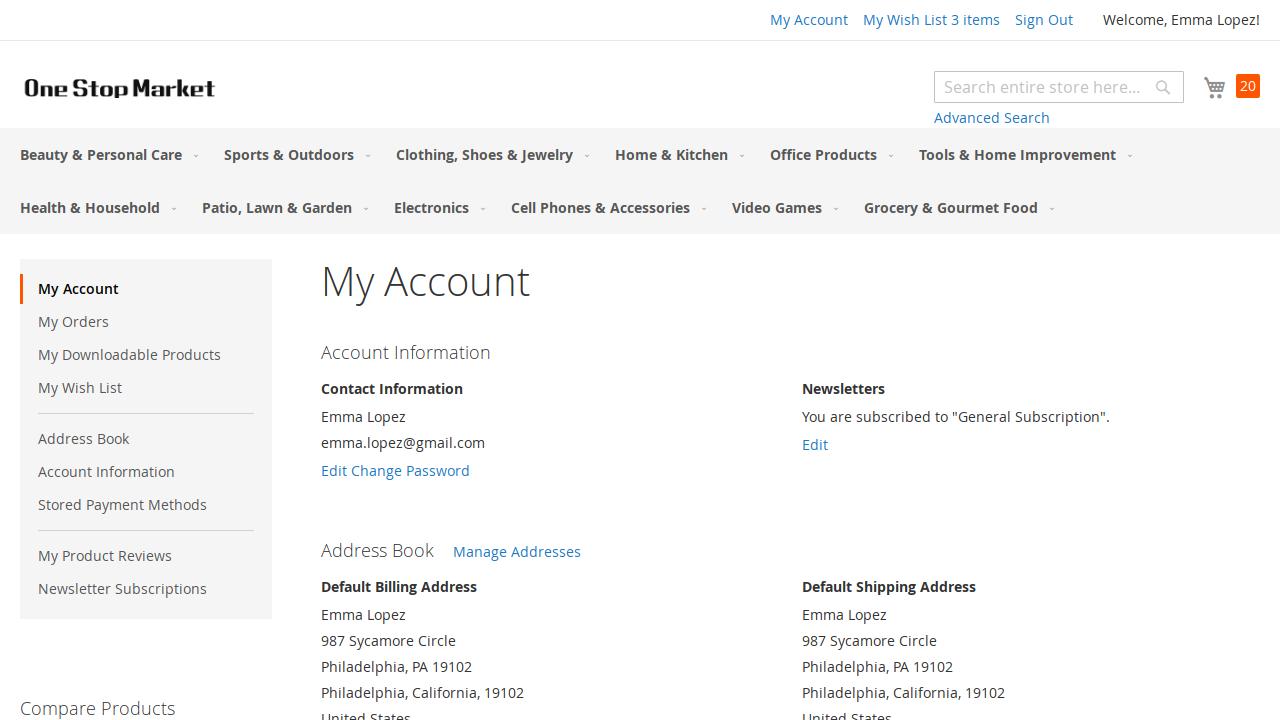 My Account My Wish List 3 items Sign Out Welcome, Emma Lopez!
One Stop Market
Search entire store here...
20
Advanced Search
Beauty & Personal Care Sports & Outdoors Clothing, Shoes & Jewelry Home & Kitchen Office Products Tools & Home Improvement
Health & Household Patio, Lawn & Garden Electronics Cell Phones & Accessories Video Games Grocery & Gourmet Food
My Account
My Orders
My Downloadable Products
My Wish List
Address Book
Account Information
Stored Payment Methods
My Product Reviews
Newsletter Subscriptions
Compare Products
My Account
Account Information
Contact Information
Emma Lopez
emma.lopez@gmail.com
Edit Change Password
Newsletters
You are subscribed to "General Subscription".
Edit
Address Book Manage Addresses
Default Billing Address
Emma Lopez
987 Sycamore Circle
Philadelphia, PA 19102
Philadelphia, California, 19102
United States
Default Shipping Address
Emma Lopez
987 Sycamore Circle
Philadelphia, PA 19102
Philadelphia, California, 19102
United States